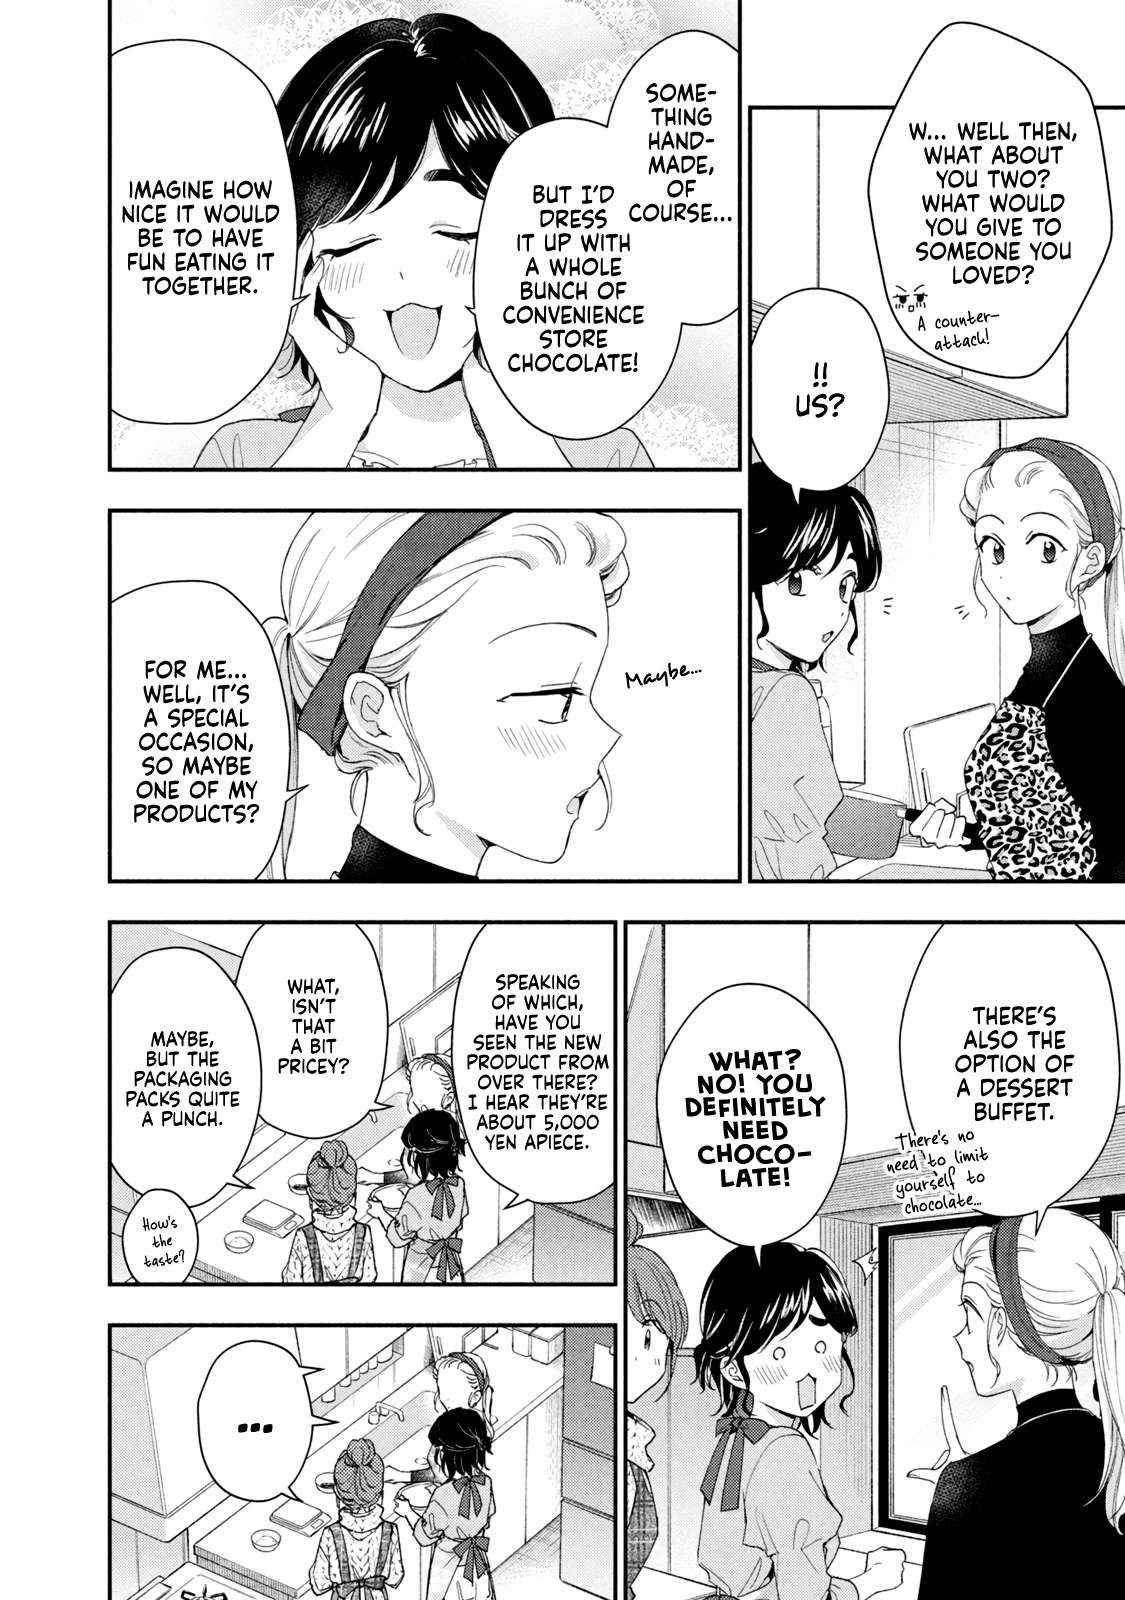 W... WELL THEN,
WHAT ABOUT
YOU TWO?
WHAT WOULD
YOU GIVE TO
SOMEONE YOU
LOVED?
A counter-
attack!
!!
US?
SOME-
THING
HAND-
MADE,
OF
COURSE...
BUT I'D
DRESS
IT UP WITH
A WHOLE
BUNCH OF
CONVENIENCE
STORE
CHOCOLATE!
IMAGINE HOW
NICE IT WOULD
BE TO HAVE
FUN EATING IT
TOGETHER.
Maybe...
FOR ME...
WELL, IT'S
A SPECIAL
OCCASION,
SO MAYBE
ONE OF MY
PRODUCTS?
THERE'S
ALSO THE
OPTION OF
A DESSERT
BUFFET.
There's no
need to limit
yourself to
chocolate...
WHAT?
NO! YOU
DEFINITELY
NEED
CHOCO-
LATE!
SPEAKING
OF WHICH,
HAVE YOU
SEEN THE NEW
PRODUCT FROM
OVER THERE?
I HEAR THEY'RE
ABOUT 5,000
YEN APIECE.
WHAT,
ISN'T
THAT
A BIT
PRICEY?
MAYBE,
BUT THE
PACKAGING
PACKS QUITE
A PUNCH.
How's
the
taste?
...